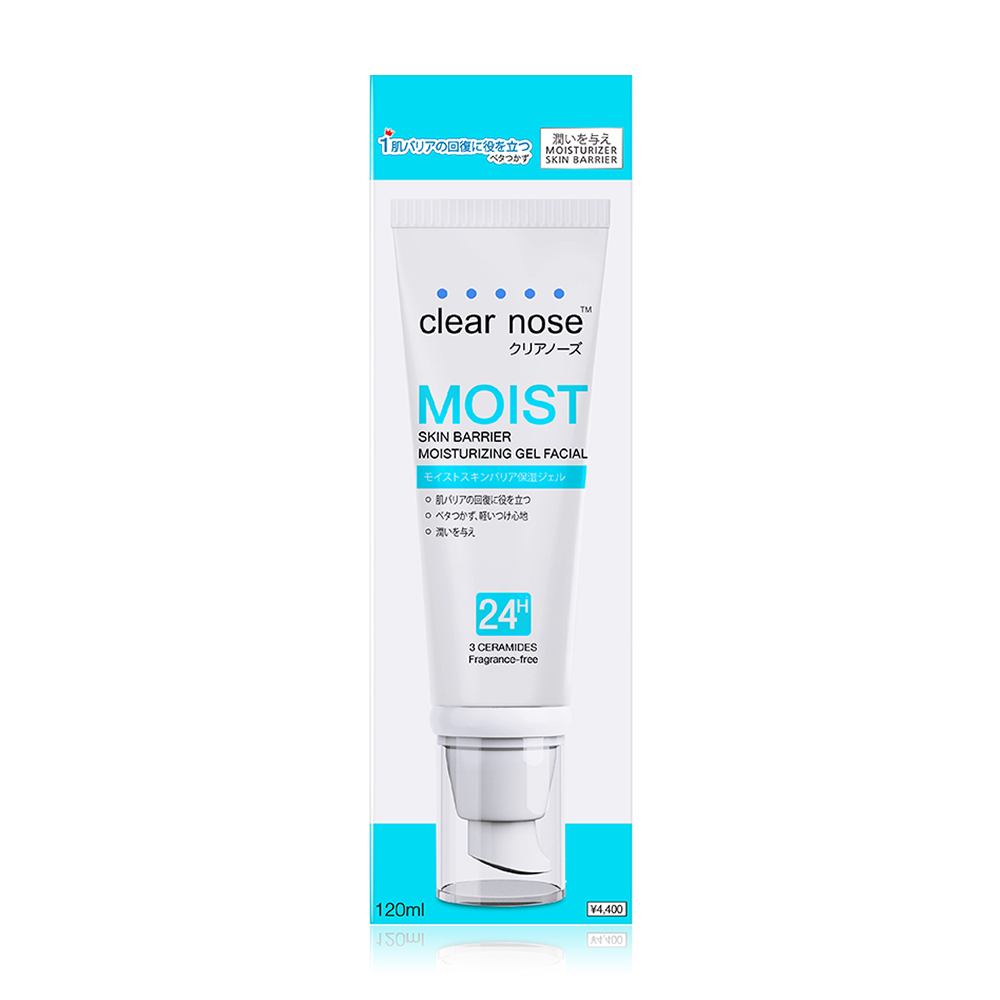 1肌バリアの回復に役を立つ
ベタつかず
潤いを与え
MOISTURIZER
SKIN BARRIER
clear nose™
クリアノーズ
MOIST
SKIN BARRIER
MOISTURIZING GEL FACIAL
モイストスキンバリア保湿ジェル
肌バリアの回復に役を立つ
ベタつかず、軽いつけ心地
潤いを与え
24H
3 CERAMIDES
Fragrance-free
120ml
¥4,400